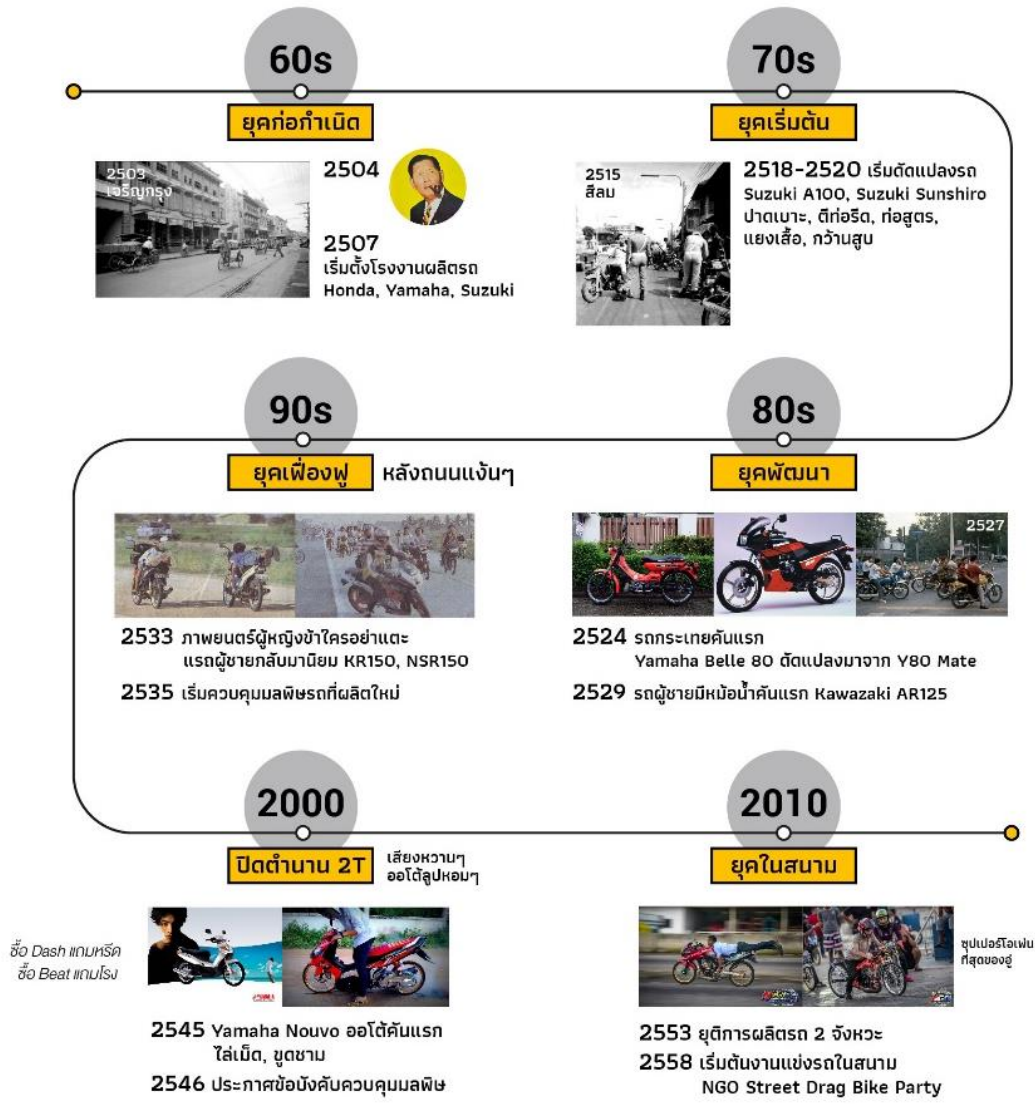 60s
ยุคก่อกำเนิด
2503
เจริญกรุง
2504
2507
เริ่มตั้งโรงงานผลิตรถ
Honda, Yamaha, Suzuki
70s
ยุคเริ่มต้น
2515
สีลม
2518-2520 เริ่มดัดแปลงรถ
Suzuki A100, Suzuki Sunshiro
ปาดเบาะ, ตีท่อรีด, ท่อสูตร,
แยงเสื้อ, กว้านสูบ
80s
ยุคพัฒนา
2527
2524 รถกระเทยคันแรก
Yamaha Belle 80 ดัดแปลงมาจาก Y80 Mate
2529 รถผู้ชายมีหม้อน้ำคันแรก Kawazaki AR125
90s
ยุคเฟื่องฟู หลังถนนแง้นๆ
2533 ภาพยนตร์ผู้หญิงข้าใครอย่าแตะ
แรถผู้ชายกลับมานิยม KR150, NSR150
2535 เริ่มควบคุมมลพิษรถที่ผลิตใหม่
2000
ปิดตำนาน 2T
เสียงหวานๆ
ออโต้ลูปหอมๆ
ซื้อ Dash แถมหรีด
ซื้อ Beat แถมโรง
2545 Yamaha Nouvo ออโต้คันแรก
ไล่เม็ด, ขูดชาม
2546 ประกาศข้อบังคับควบคุมมลพิษ
2010
ยุคในสนาม
ซุปเปอร์โอเฟ่น
ที่สุดของอู่
2553 ยุติการผลิตรถ 2 จังหวะ
2558 เริ่มต้นงานแข่งรถในสนาม
NGO Street Drag Bike Party